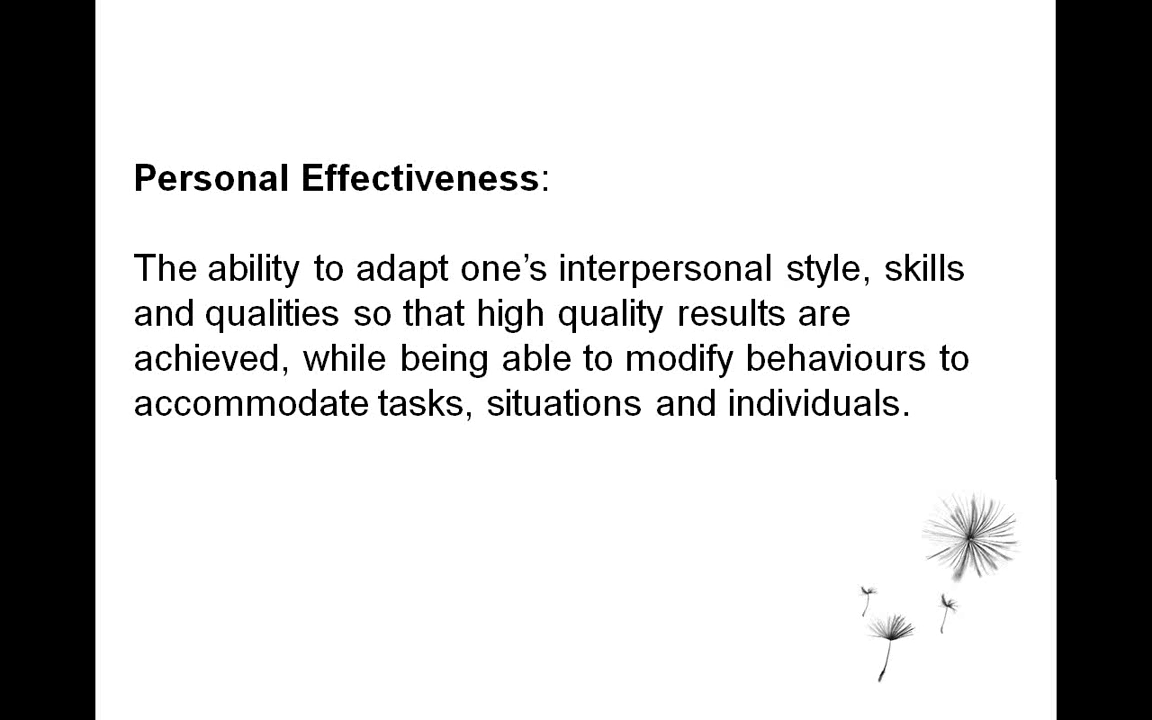 Personal Effectiveness:
The ability to adapt one’s interpersonal style, skills
and qualities so that high quality results are
achieved, while being able to modify behaviours to
accommodate tasks, situations and individuals.